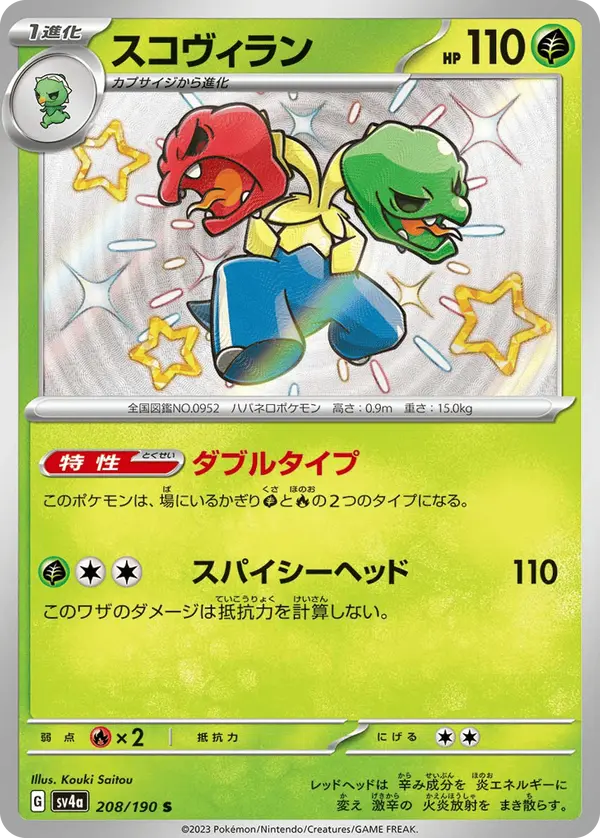 1進化
スコヴィラン
HP 110
カプサイジから進化
全国図鑑NO.0952 ハバネロポケモン 高さ:0.9m 重さ:15.0kg
特性 とくせい ダブルタイプ
このポケモンは、場にいるかぎり と の2つのタイプになる。
スパイシーヘッド 110
このワザのダメージは抵抗力を計算しない。
弱点 ×2 抵抗力 にげる
Illus. Kouki Saitou
G sv4a 208/190 S
レッドヘッドは 辛み成分を 炎エネルギーに
変え 激辛の 火炎放射を まき散らす。
©2023 Pokémon/Nintendo/Creatures/GAME FREAK.